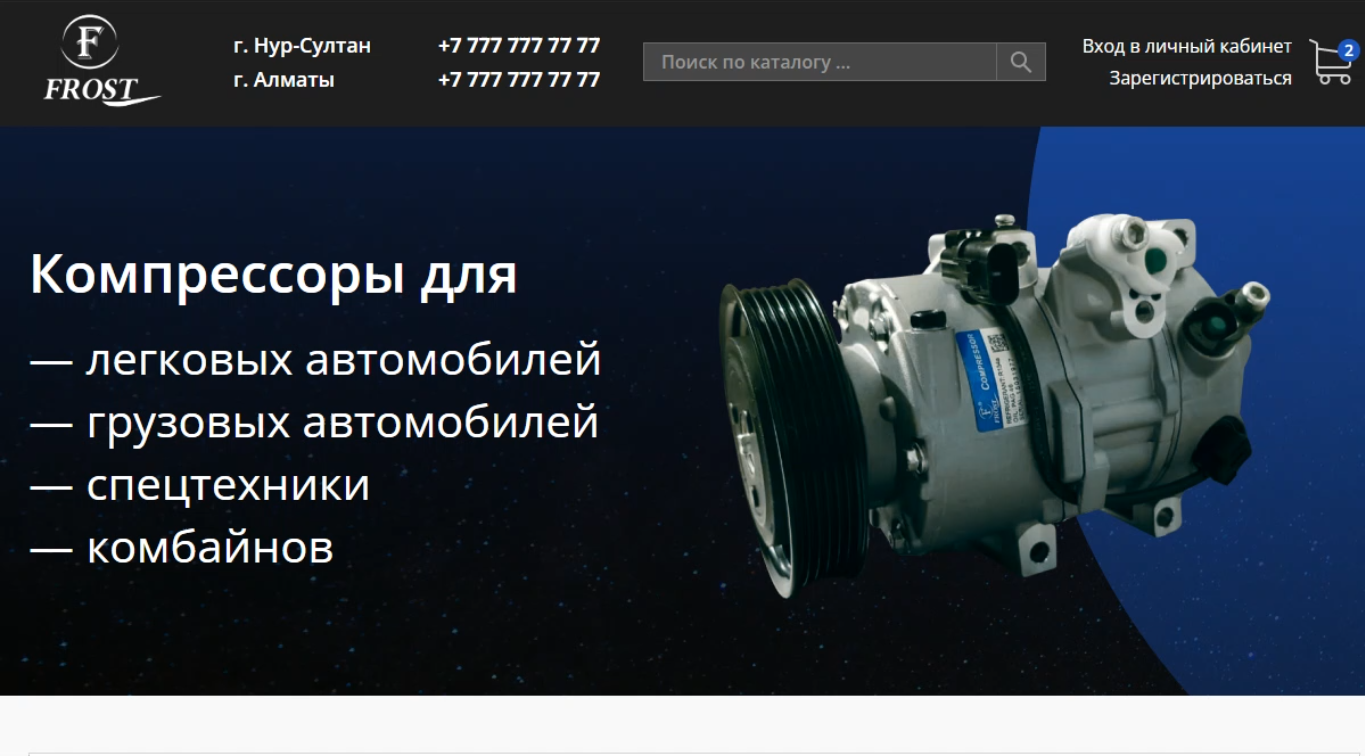 F
FROST
г. Нур-Султан
+7 777 777 77 77
г. Алматы
+7 777 777 77 77
Поиск по каталогу ...
Вход в личный кабинет
2
Зарегистрироваться
Компрессоры для
— легковых автомобилей
— грузовых автомобилей
— спецтехники
— комбайнов
COMPRESSOR
FROST